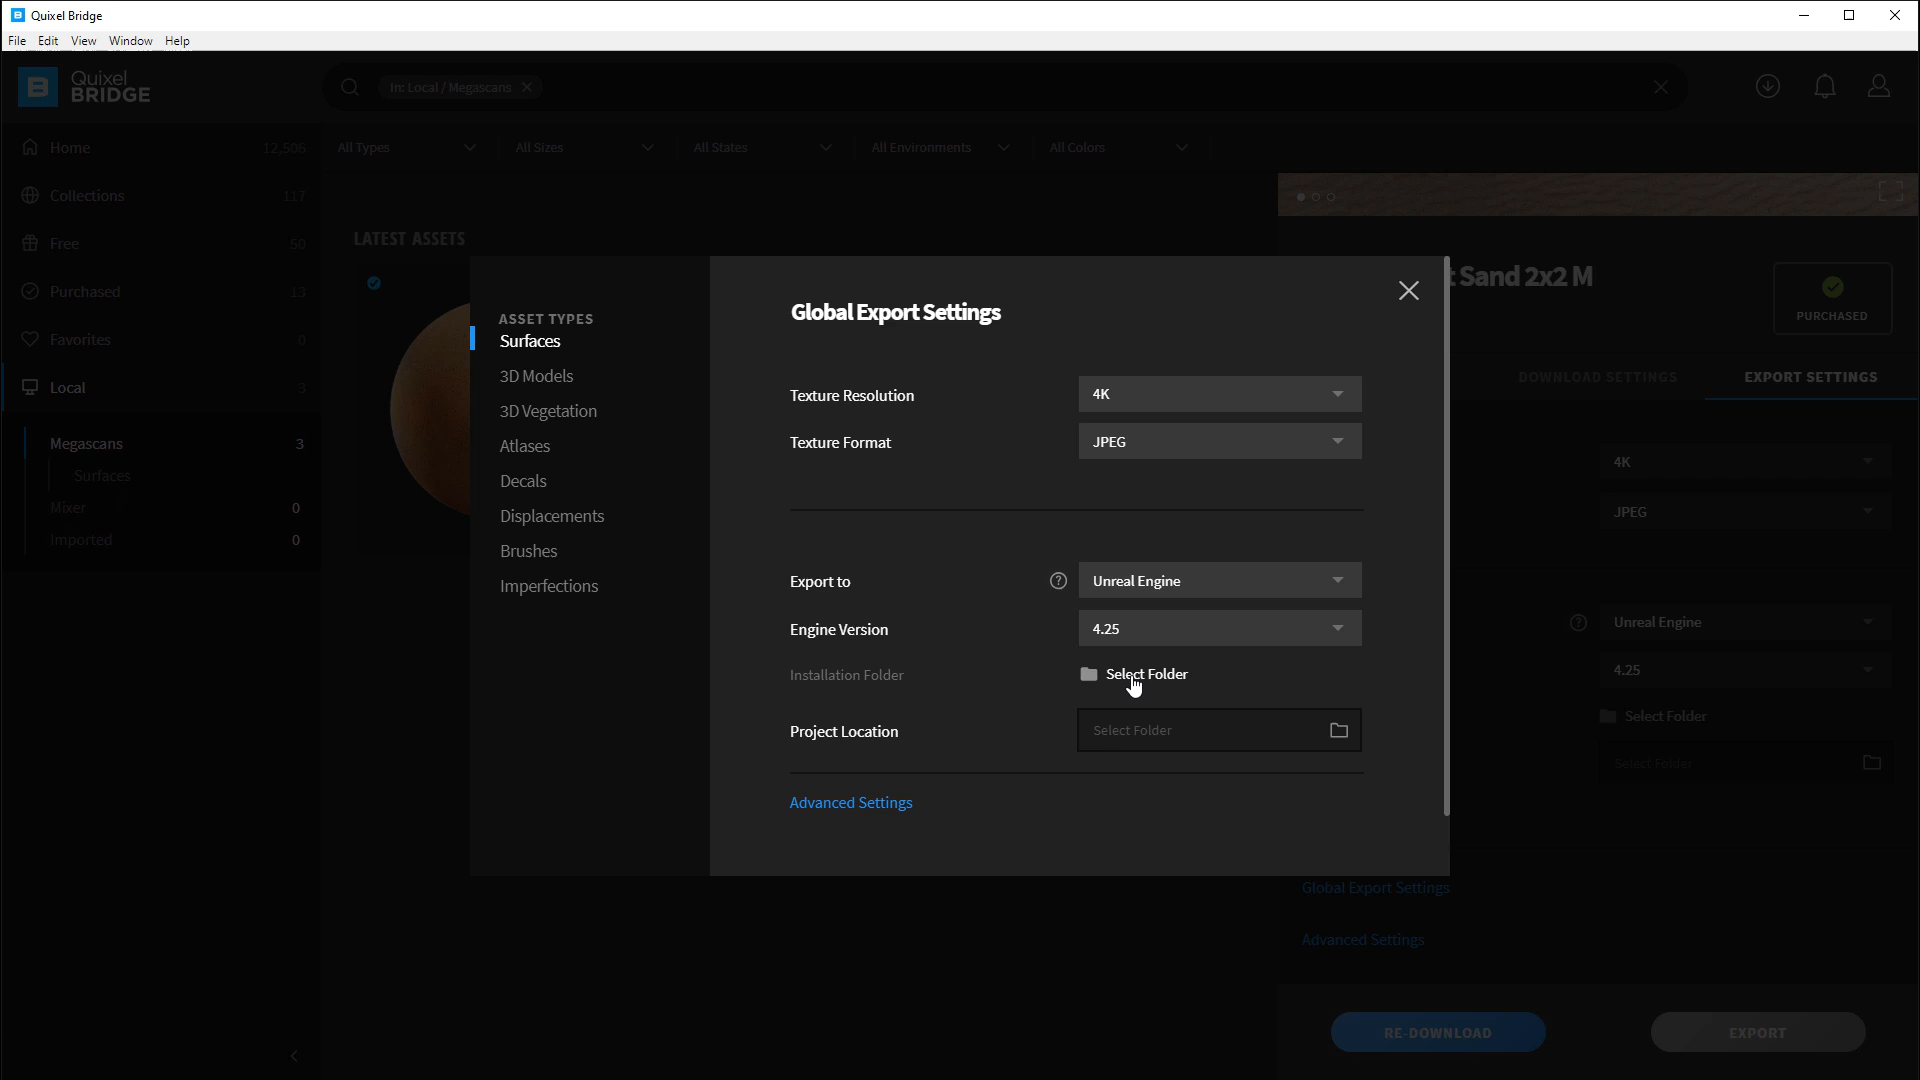 Quixel Bridge
File Edit View Window Help
Quixel
BRIDGE
In: Local / Megascans
Home 12,506
All Types All Sizes All States All Environments All Colors
Collections 117
Free 50
LATEST ASSETS
Purchased 13
Favorites 0
Local 3
Megascans 3
Surfaces
Mixer 0
Imported 0
ASSET TYPES
Surfaces
3D Models
3D Vegetation
Atlases
Decals
Displacements
Brushes
Imperfections
Global Export Settings
Texture Resolution 4K
Texture Format JPEG
Export to ? Unreal Engine
Engine Version 4.25
Installation Folder Select Folder
Project Location Select Folder
Advanced Settings
t Sand 2x2 M
PURCHASED
DOWNLOAD SETTINGS EXPORT SETTINGS
4K
JPEG
? Unreal Engine
4.25
Select Folder
Select Folder
Global Export Settings
Advanced Settings
RE-DOWNLOAD EXPORT